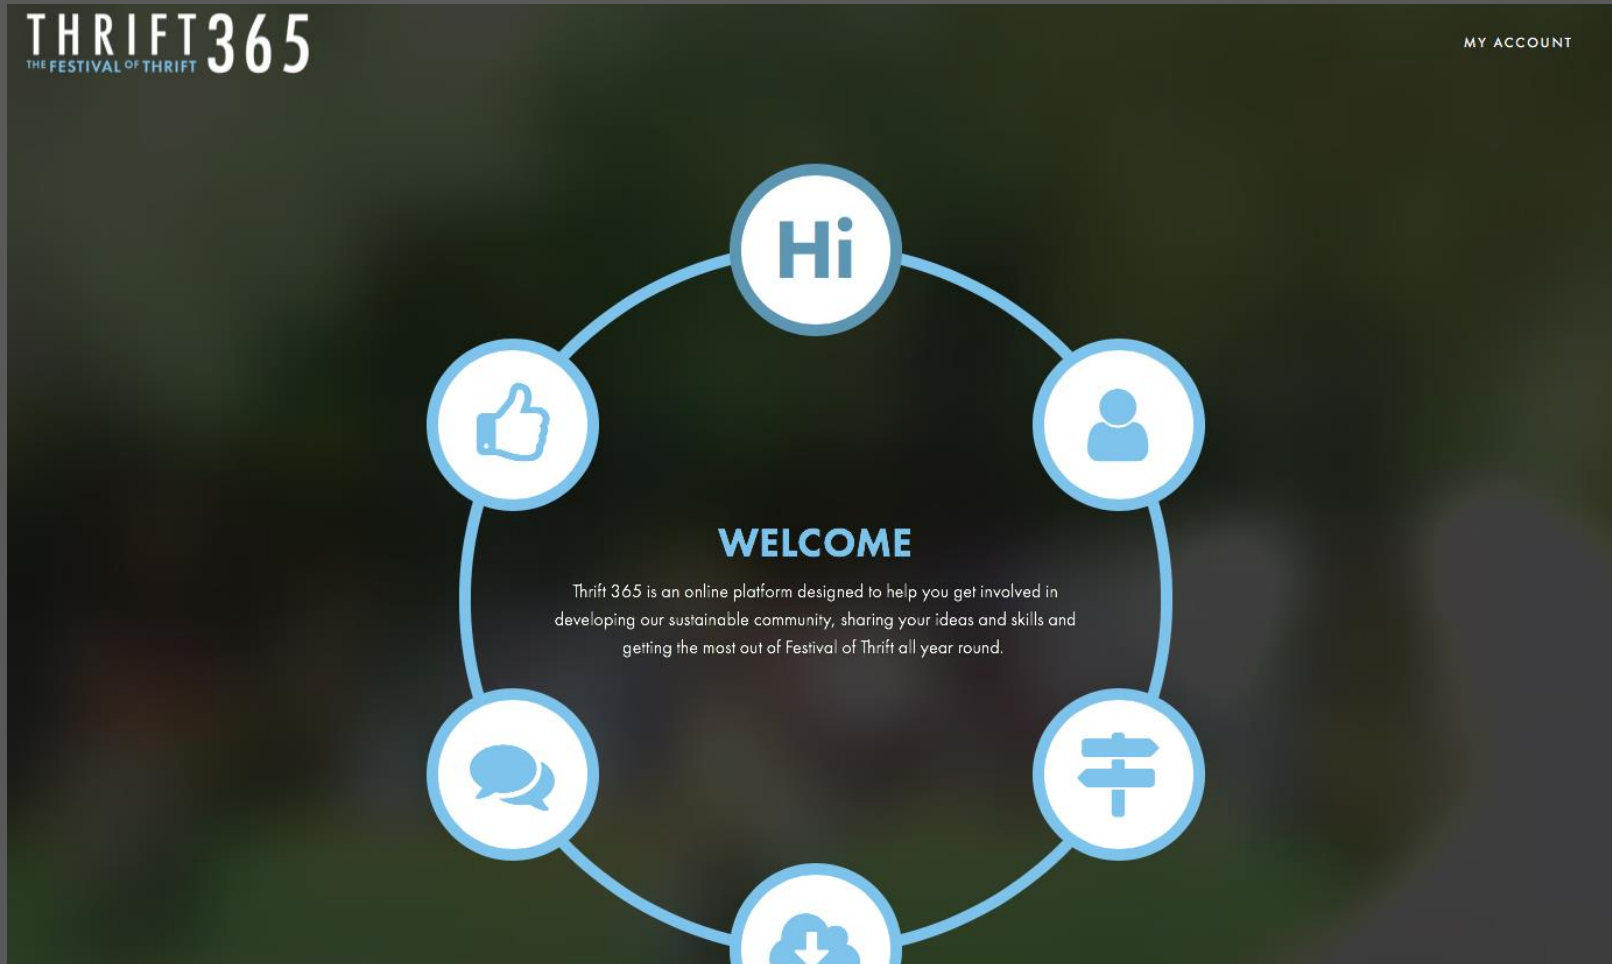 THRIFT 365
THE FESTIVAL OF THRIFT
MY ACCOUNT
Hi
WELCOME
Thrift 365 is an online platform designed to help you get involved in
developing our sustainable community, sharing your ideas and skills and
getting the most out of Festival of Thrift all year round.